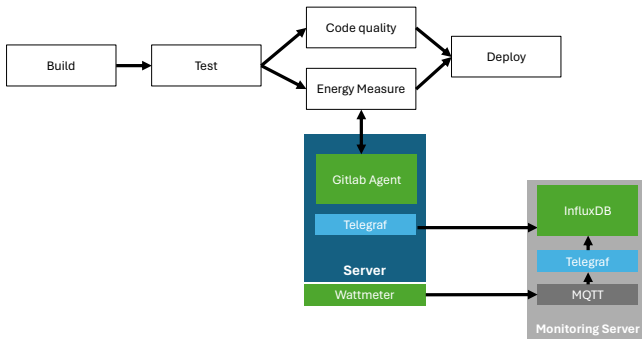 Code quality
Build
Test
Deploy
Energy Measure
Gitlab Agent
Telegraf
Server
Wattmeter
InfluxDB
Telegraf
MQTT
Monitoring Server